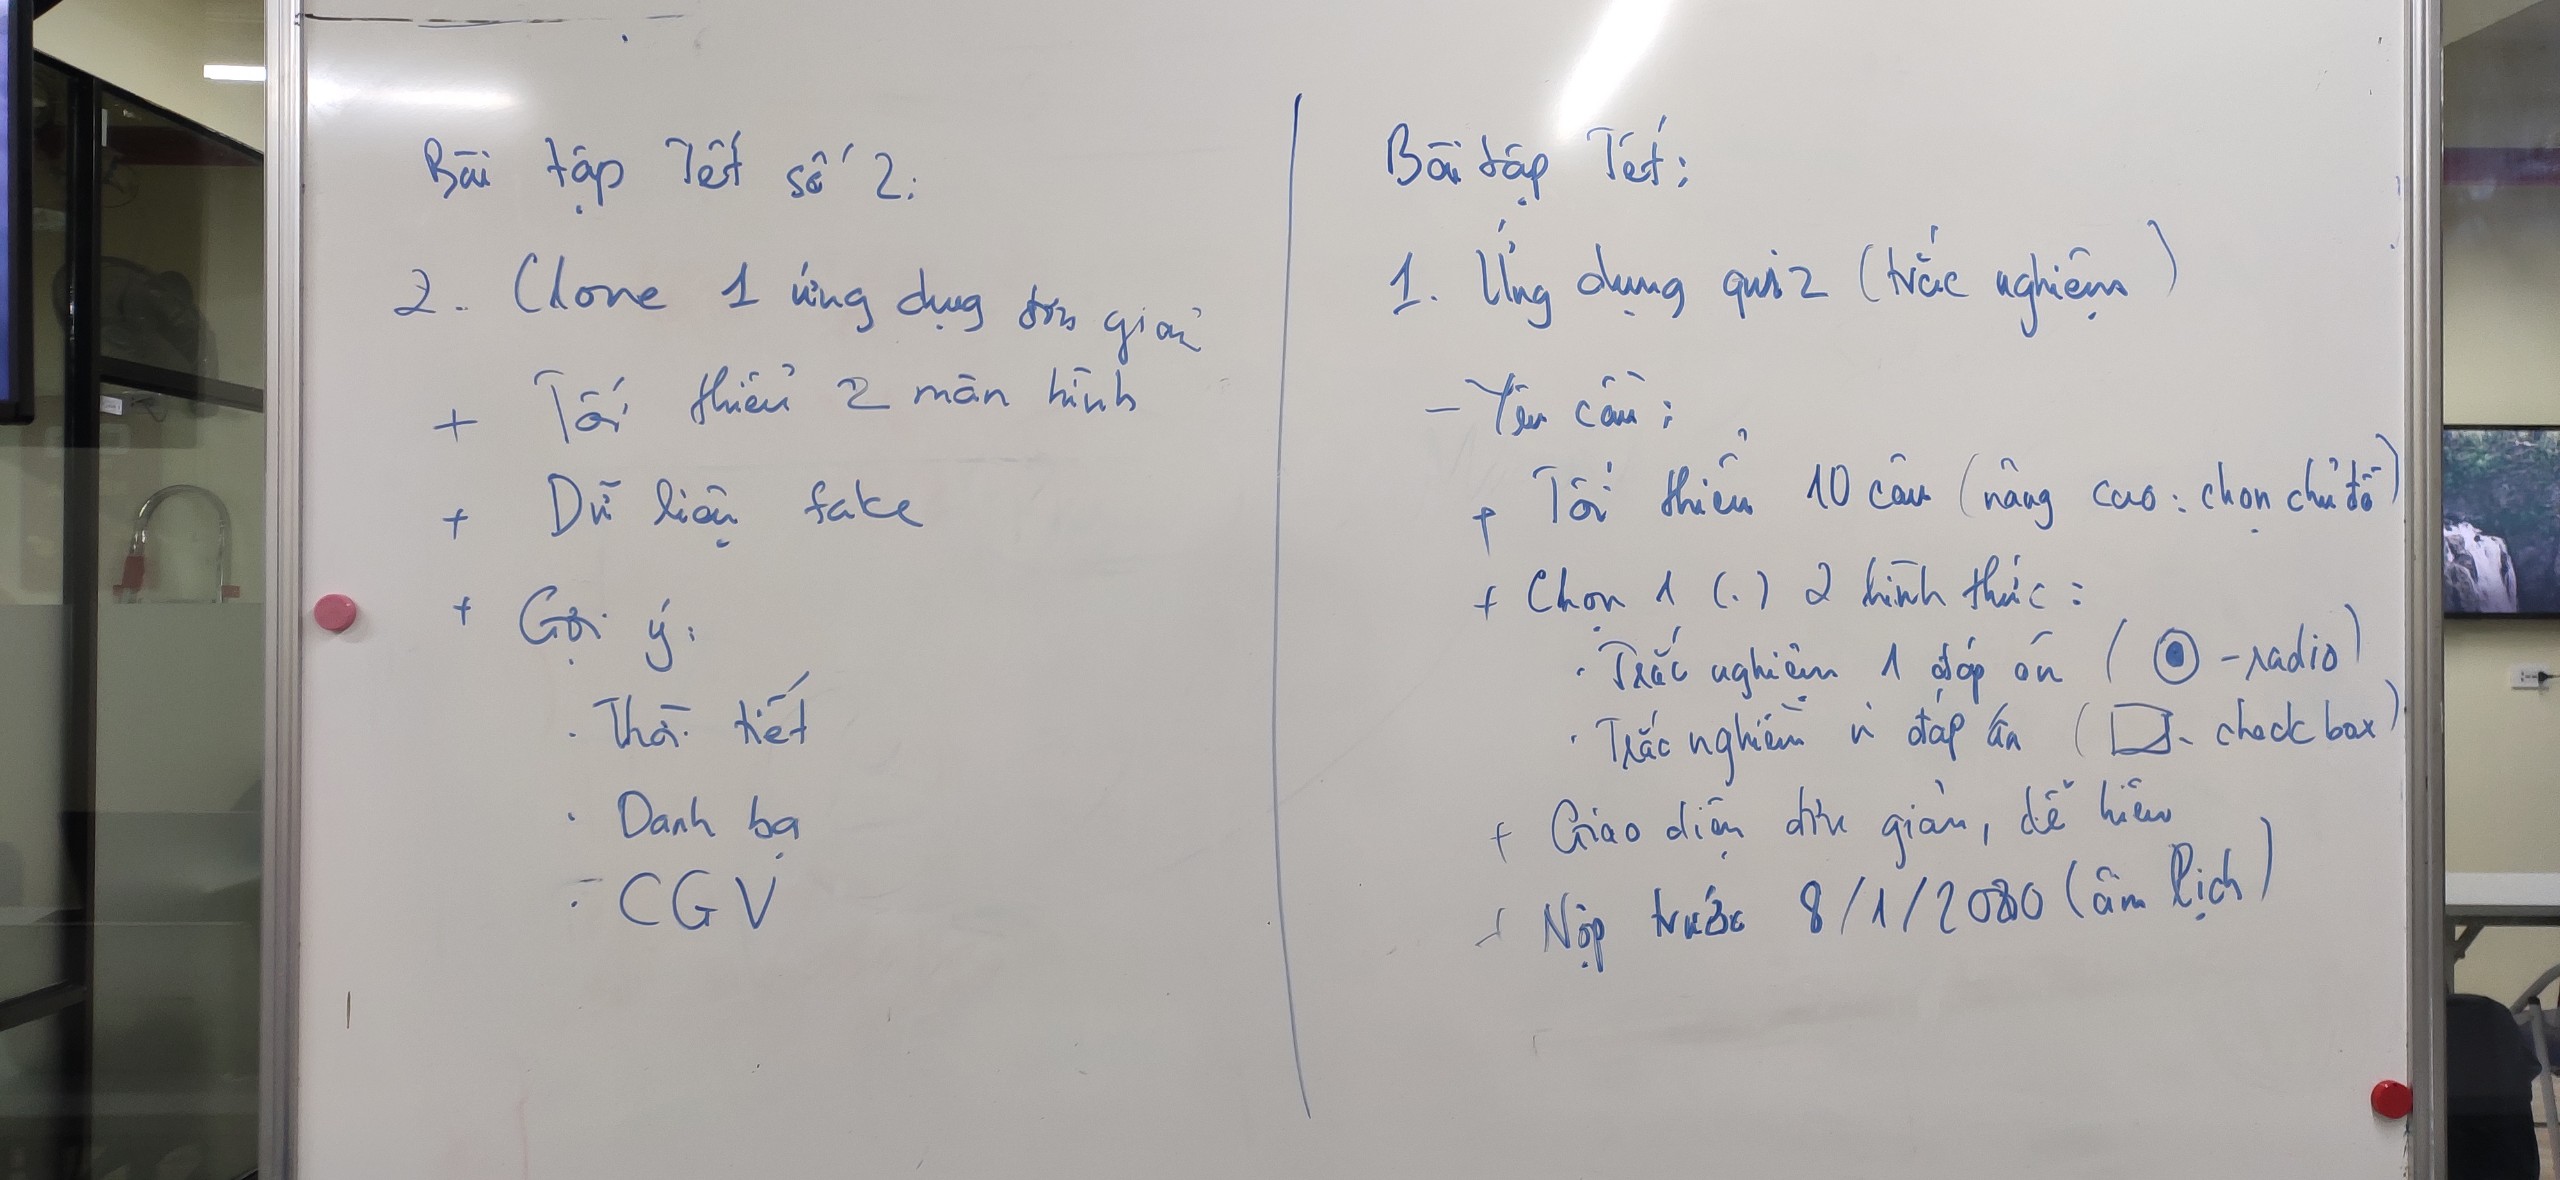 Bài tập Tết số 2:
2. Clone 1 ứng dụng đơn giản
+ Tối thiểu 2 màn hình
+ Dữ liệu fake
+ Gợi ý:
. Thời tiết
. Danh bạ
. CGV
Bài tập Tết:
1. Ứng dụng quiz (trắc nghiệm)
- Yêu cầu:
+ Tối thiểu 10 câu (nâng cao: chọn chủ đề)
+ Chọn 1 (.) 2 hình thức:
. Trắc nghiệm 1 đáp án ( -radio)
. Trắc nghiệm n đáp án ( - check box)
+ Giao diện đơn giản, dễ hiểu
+ Nộp trước 8/1/(âm lịch)